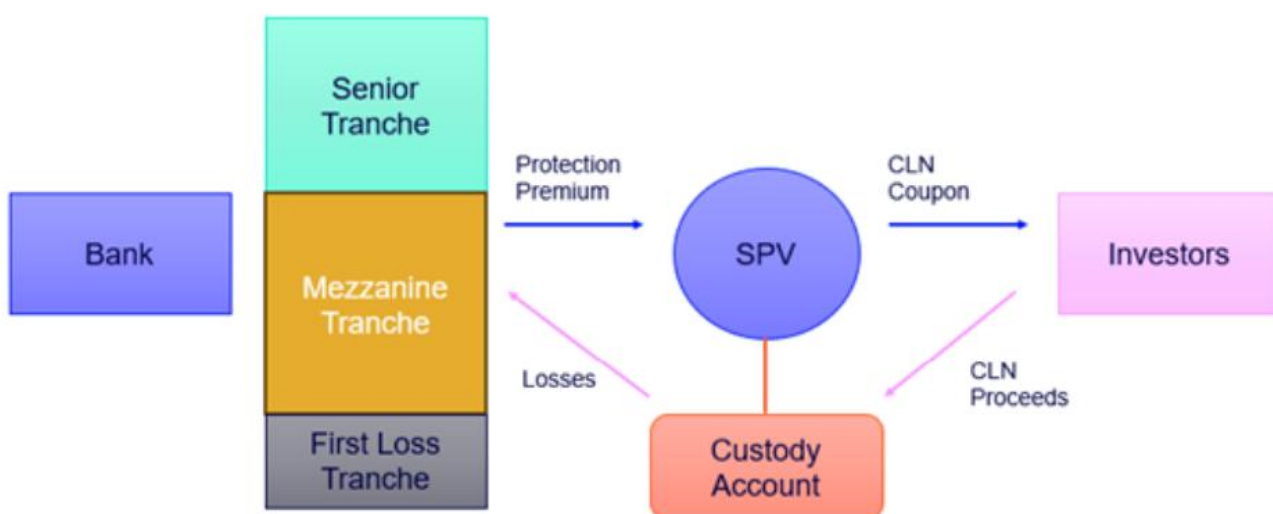 Senior
Tranche
Protection
Premium
CLN
Coupon
Bank
SPV
Investors
Mezzanine
Tranche
Losses
CLN
Proceeds
First Loss
Tranche
Custody
Account